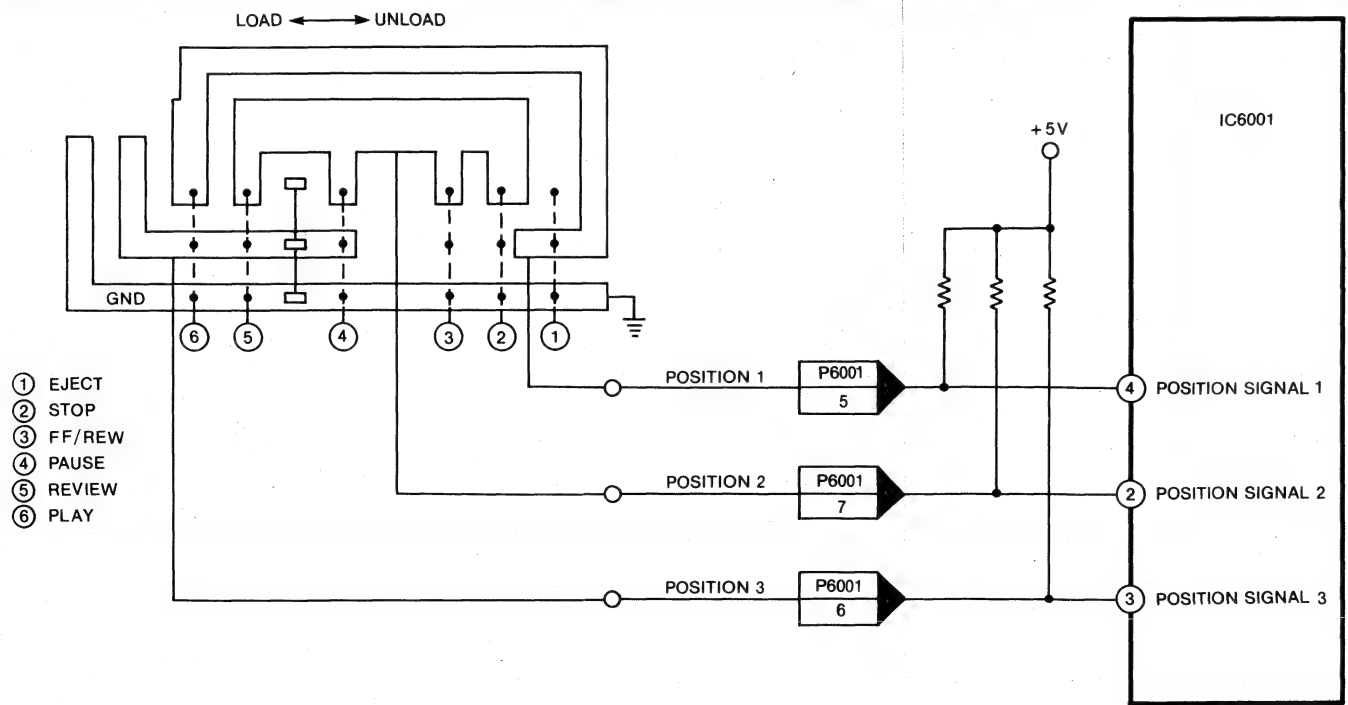 LOAD UNLOAD
GND
6 5 4 3 2 1
1 EJECT
2 STOP
3 FF/REW
4 PAUSE
5 REVIEW
6 PLAY
+5V
IC6001
POSITION 1 P6001 5 4 POSITION SIGNAL 1
POSITION 2 P6001 7 2 POSITION SIGNAL 2
POSITION 3 P6001 6 3 POSITION SIGNAL 3